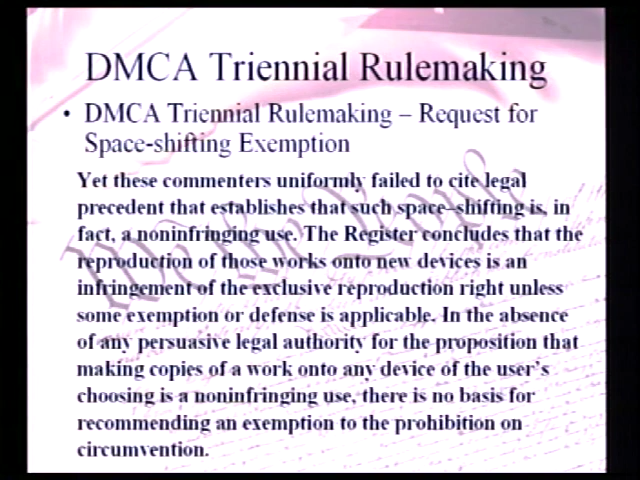 DMCA Triennial Rulemaking
• DMCA Triennial Rulemaking – Request for
Space-shifting Exemption
Yet these commenters uniformly failed to cite legal
precedent that establishes that such space–shifting is, in
fact, a noninfringing use. The Register concludes that the
reproduction of those works onto new devices is an
infringement of the exclusive reproduction right unless
some exemption or defense is applicable. In the absence
of any persuasive legal authority for the proposition that
making copies of a work onto any device of the user's
choosing is a noninfringing use, there is no basis for
recommending an exemption to the prohibition on
circumvention.
We the People